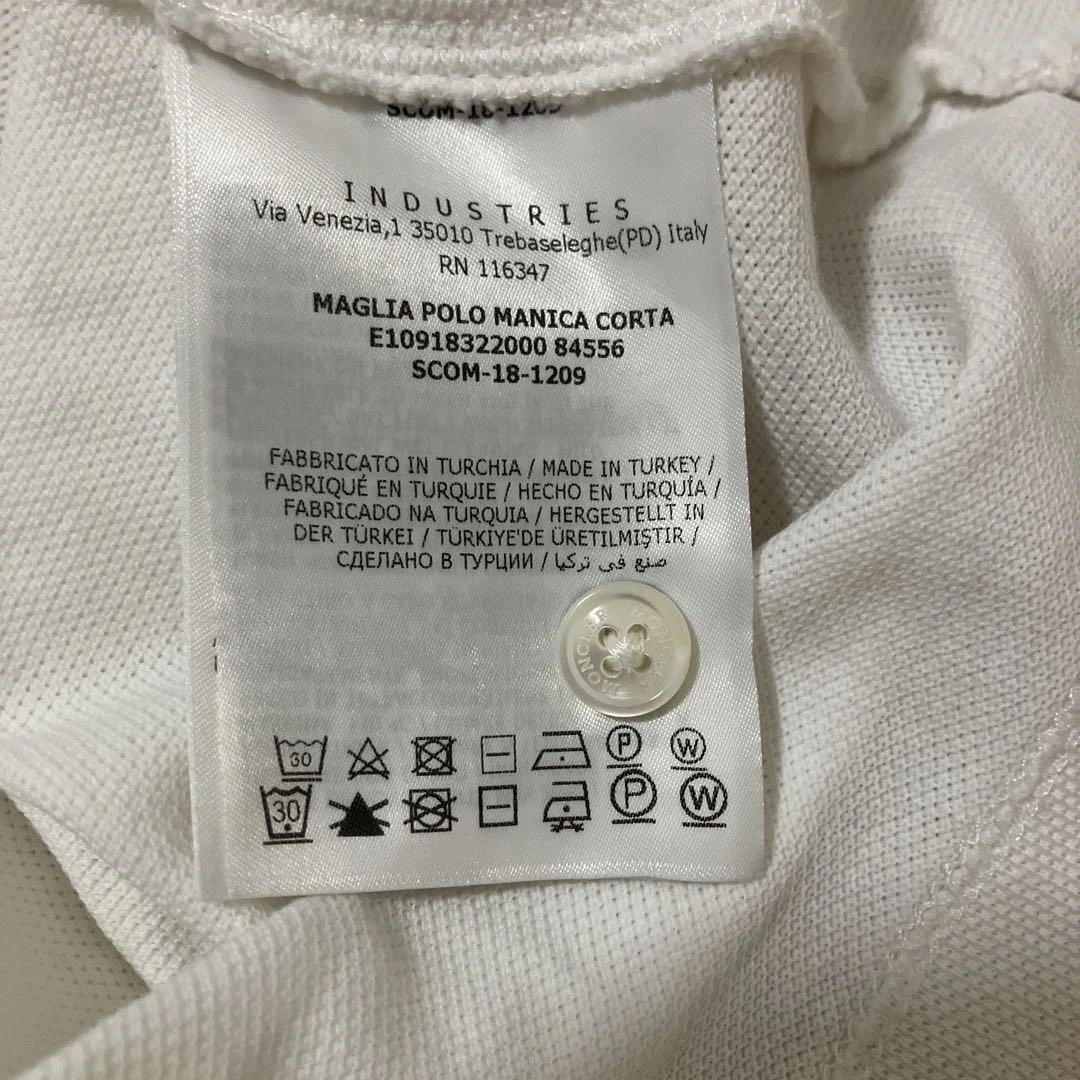 SCOM-18-1209
INDUSTRIES
Via Venezia,1 35010 Trebaseleghe(PD) Italy
RN 116347
MAGLIA POLO MANICA CORTA
E10918322000 84556
SCOM-18-1209
FABBRICATO IN TURCHIA / MADE IN TURKEY /
FABRIQUÉ EN TURQUIE / HECHO EN TURQUÍA /
FABRICADO NA TURQUIA / HERGESTELLT IN
DER TÜRKEI / TÜRKIYE'DE ÜRETILMIŞTIR /
СДЕЛАНО В ТУРЦИИ / صنع في تركيا
MONCLER MONCLER
30 P W
30 P W